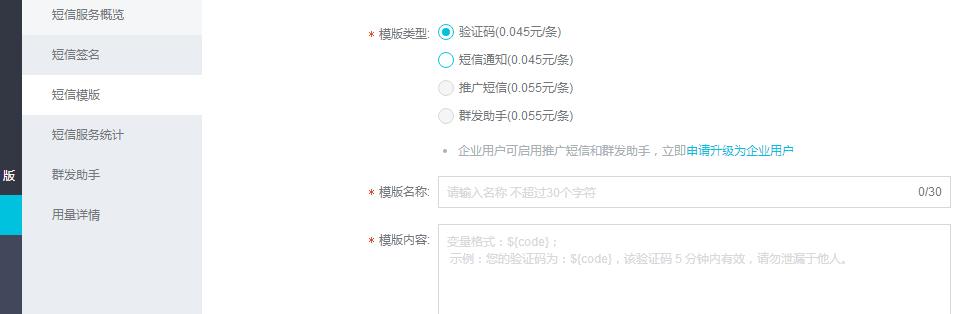 短信服务概览
短信签名
短信模版
短信服务统计
版
群发助手
用量详情
* 模版类型:
验证码(0.045元/条)
短信通知(0.045元/条)
推广短信(0.055元/条)
群发助手(0.055元/条)
• 企业用户可启用推广短信和群发助手，立即申请升级为企业用户
* 模版名称: 请输入名称 不超过30个字符 0/30
* 模版内容: 变量格式：${code}；
示例：您的验证码为：${code}，该验证码 5 分钟内有效，请勿泄漏于他人。